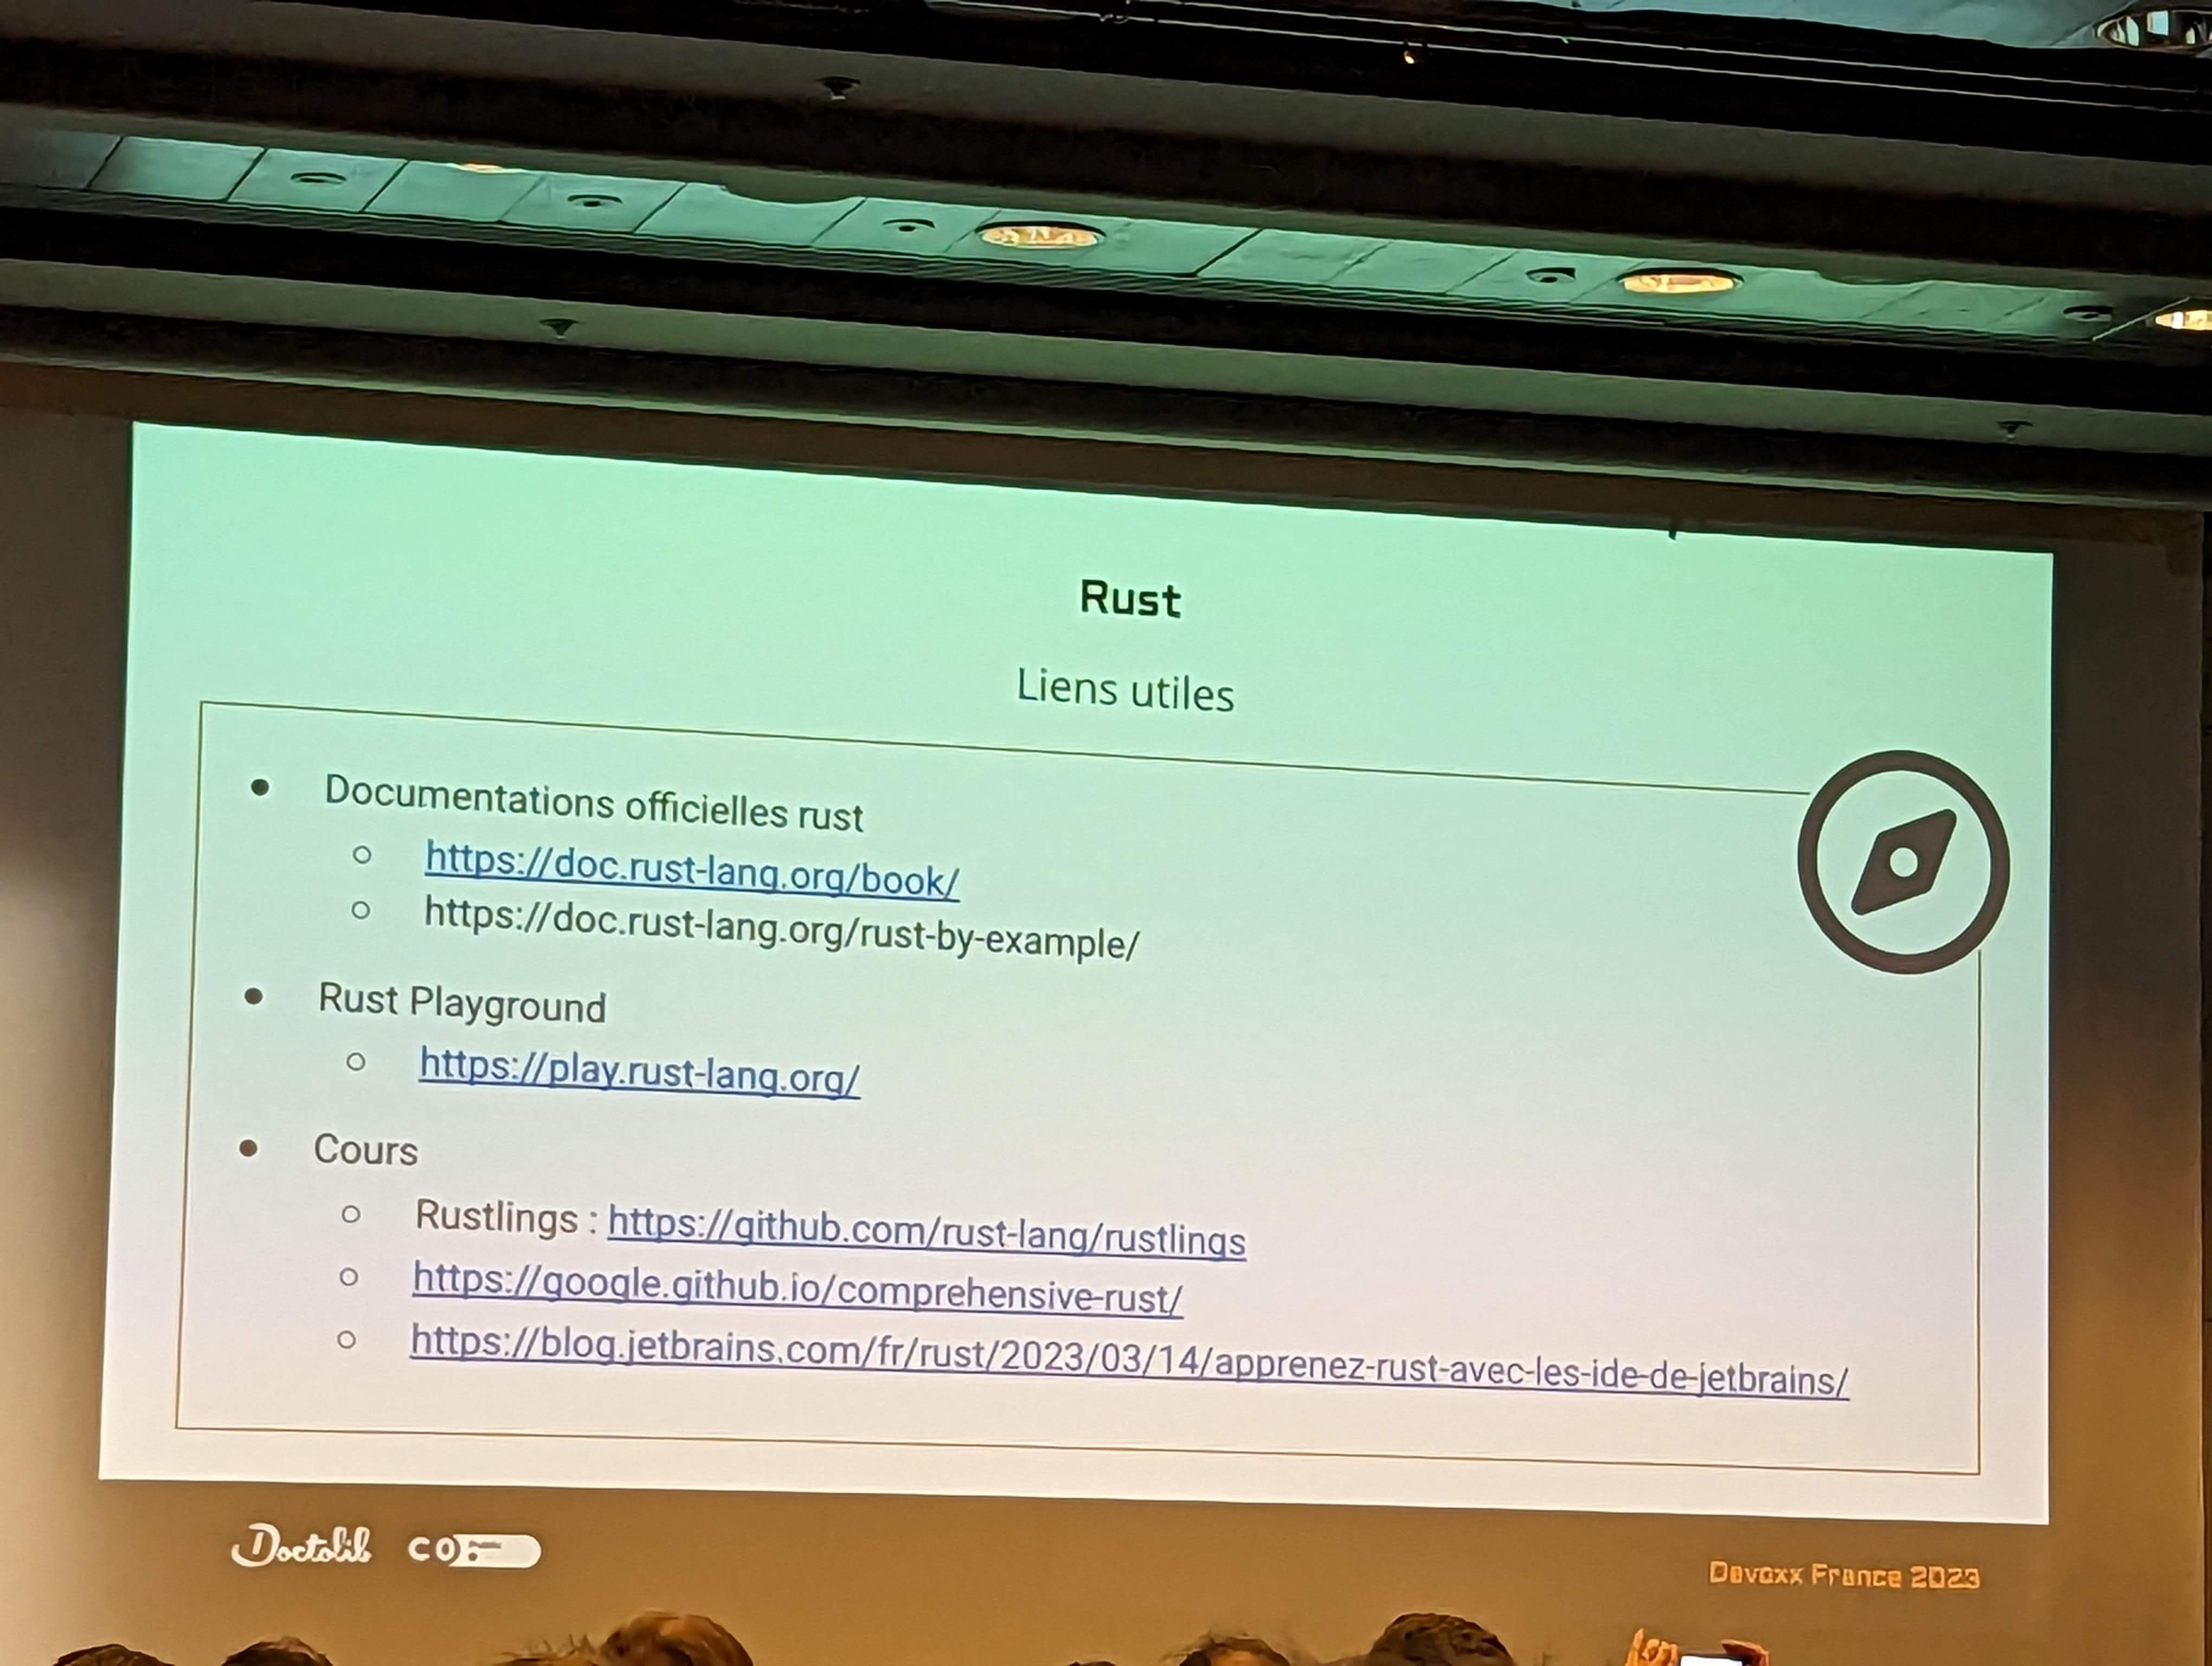 Rust
Liens utiles
Documentations officielles rust
https://doc.rust-lang.org/book/
https://doc.rust-lang.org/rust-by-example/
Rust Playground
https://play.rust-lang.org/
Cours
Rustlings : https://github.com/rust-lang/rustlings
https://google.github.io/comprehensive-rust/
https://blog.jetbrains.com/fr/rust/2023/03/14/apprenez-rust-avec-les-ide-de-jetbrains/
Doctolib
Devoxx France 2023